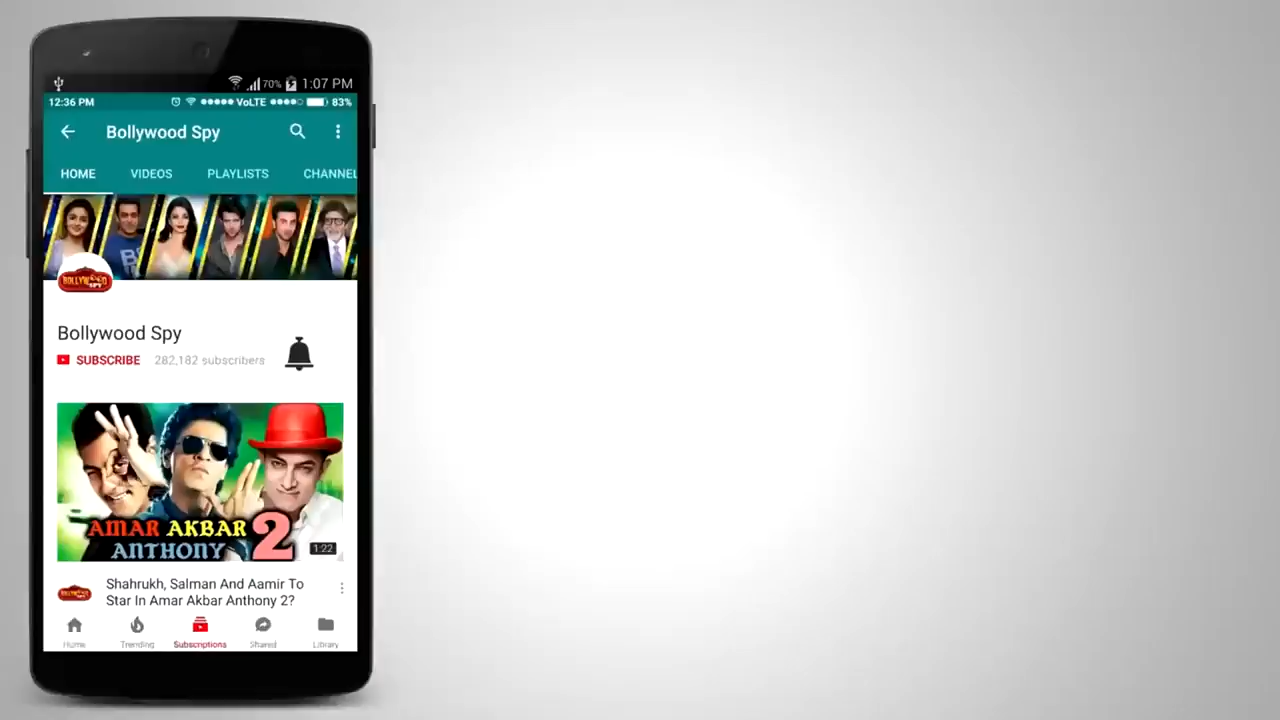 70% 1:07 PM
12:36 PM VoLTE 83%
Bollywood Spy
HOME VIDEOS PLAYLISTS CHANNEL
BOLLYWOOD
SPY
Bollywood Spy
SUBSCRIBE 282,182 subscribers
AMAR AKBAR
ANTHONY 2
1:22
Shahrukh, Salman And Aamir To
Star In Amar Akbar Anthony 2?
Home Trending Subscriptions Shared Library